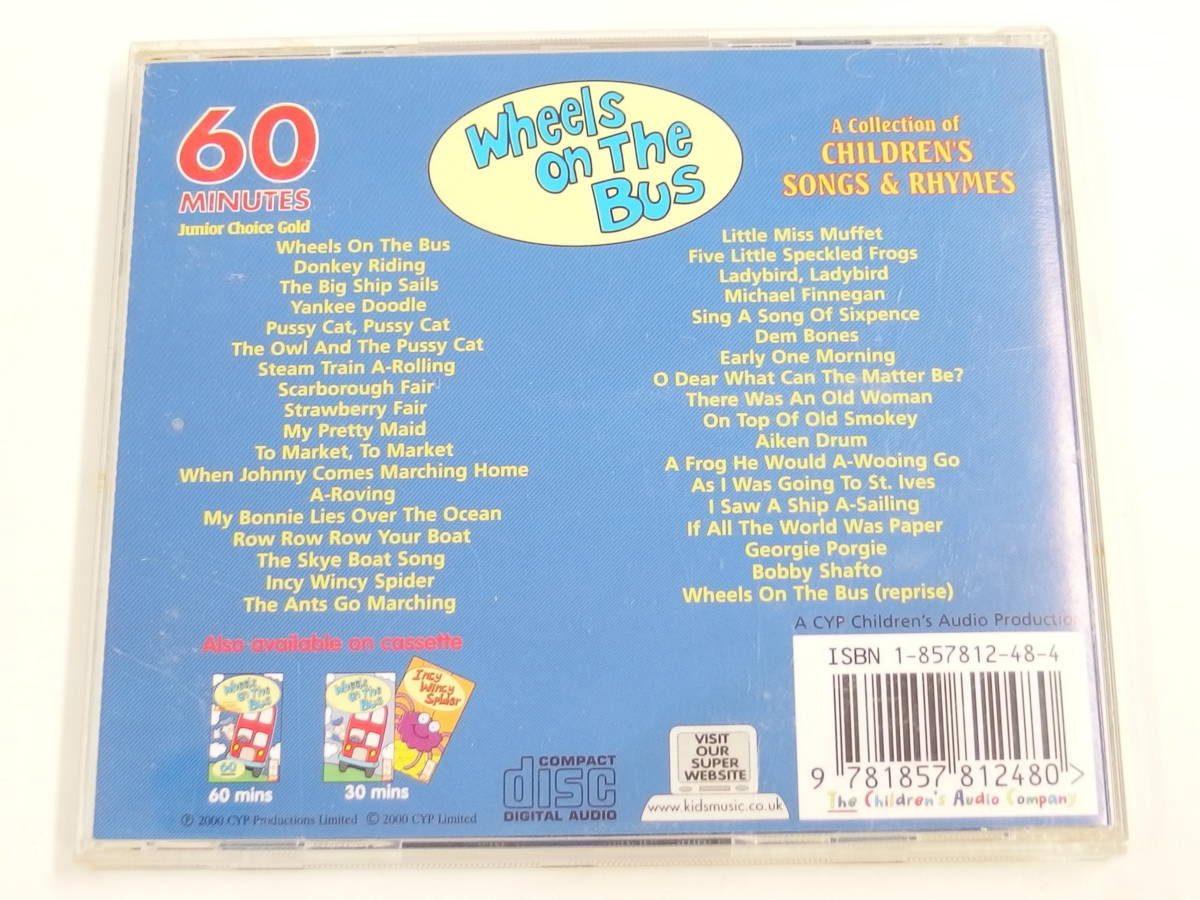 60
MINUTES
Junior Choice Gold
Wheels
on The
Bus
A Collection of
CHILDREN'S
SONGS & RHYMES
Wheels On The Bus
Donkey Riding
The Big Ship Sails
Yankee Doodle
Pussy Cat, Pussy Cat
The Owl And The Pussy Cat
Steam Train A-Rolling
Scarborough Fair
Strawberry Fair
My Pretty Maid
To Market, To Market
When Johnny Comes Marching Home
A-Roving
My Bonnie Lies Over The Ocean
Row Row Row Your Boat
The Skye Boat Song
Incy Wincy Spider
The Ants Go Marching
Little Miss Muffet
Five Little Speckled Frogs
Ladybird, Ladybird
Michael Finnegan
Sing A Song Of Sixpence
Dem Bones
Early One Morning
O Dear What Can The Matter Be?
There Was An Old Woman
On Top Of Old Smokey
Aiken Drum
A Frog He Would A-Wooing Go
As I Was Going To St. Ives
I Saw A Ship A-Sailing
If All The World Was Paper
Georgie Porgie
Bobby Shafto
Wheels On The Bus (reprise)
Also available on cassette
Wheels
on The
Bus
60
60 mins
Wheels
on The
Bus
Incy
Wincy
Spider
30 mins
℗ 2000 CYP Productions Limited © 2000 CYP Limited
COMPACT
disc
DIGITAL AUDIO
VISIT
OUR
SUPER
WEBSITE
www.kidsmusic.co.uk
A CYP Children's Audio Production
ISBN 1-857812-48-4
9 781857 812480 >
The Children's Audio Company